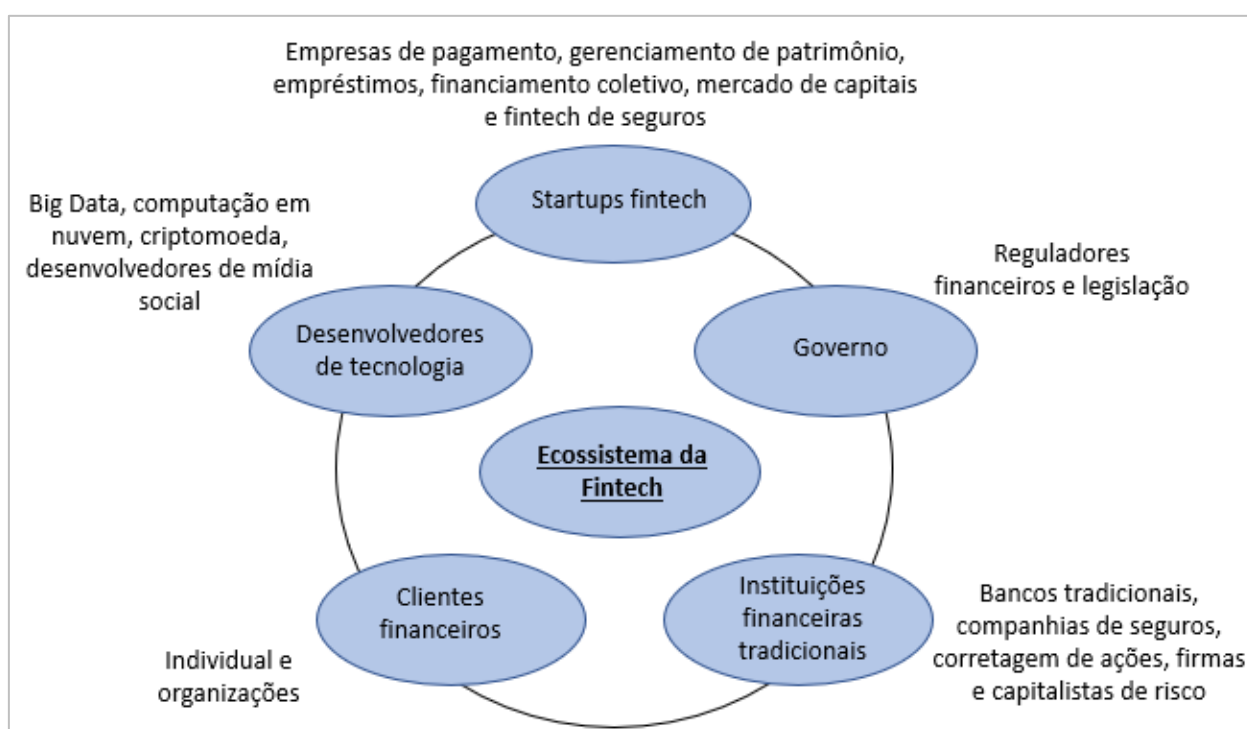 Empresas de pagamento, gerenciamento de patrimônio,
empréstimos, financiamento coletivo, mercado de capitais
e fintech de seguros
Startups fintech
Big Data, computação em
nuvem, criptomoeda,
desenvolvedores de mídia
social
Reguladores
financeiros e legislação
Desenvolvedores
de tecnologia
Governo
Ecossistema da
Fintech
Clientes
financeiros
Instituições
financeiras
tradicionais
Individual e
organizações
Bancos tradicionais,
companhias de seguros,
corretagem de ações, firmas
e capitalistas de risco